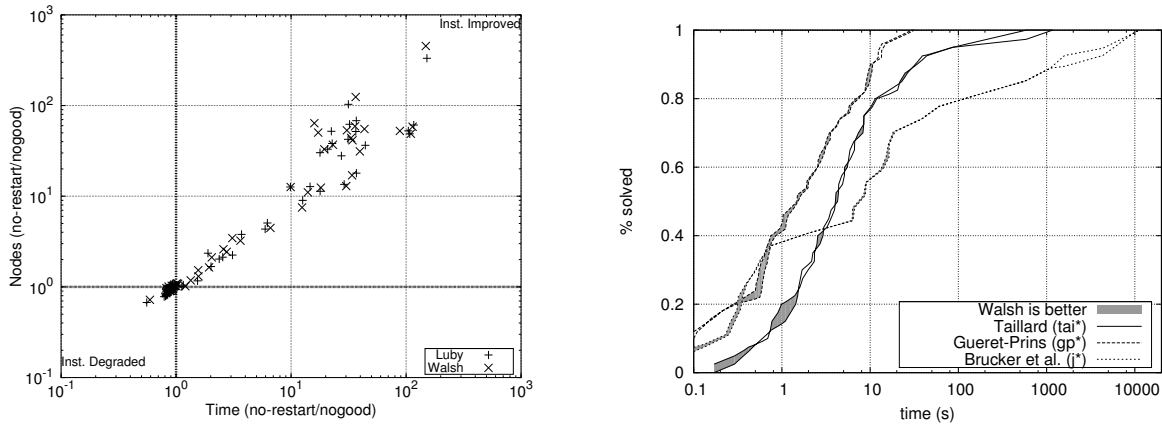 10^3
10^2
10^1
10^0
10^-1
10^-1
10^0
10^1
10^2
10^3
Nodes (no-restart/nogood)
Time (no-restart/nogood)
Inst. Improved
Inst. Degraded
Luby
Walsh
1
0.8
0.6
0.4
0.2
0
0.1
1
10
100
1000
10000
% solved
time (s)
Walsh is better
Taillard (tai*)
Gueret-Prins (gp*)
Brucker et al. (j*)